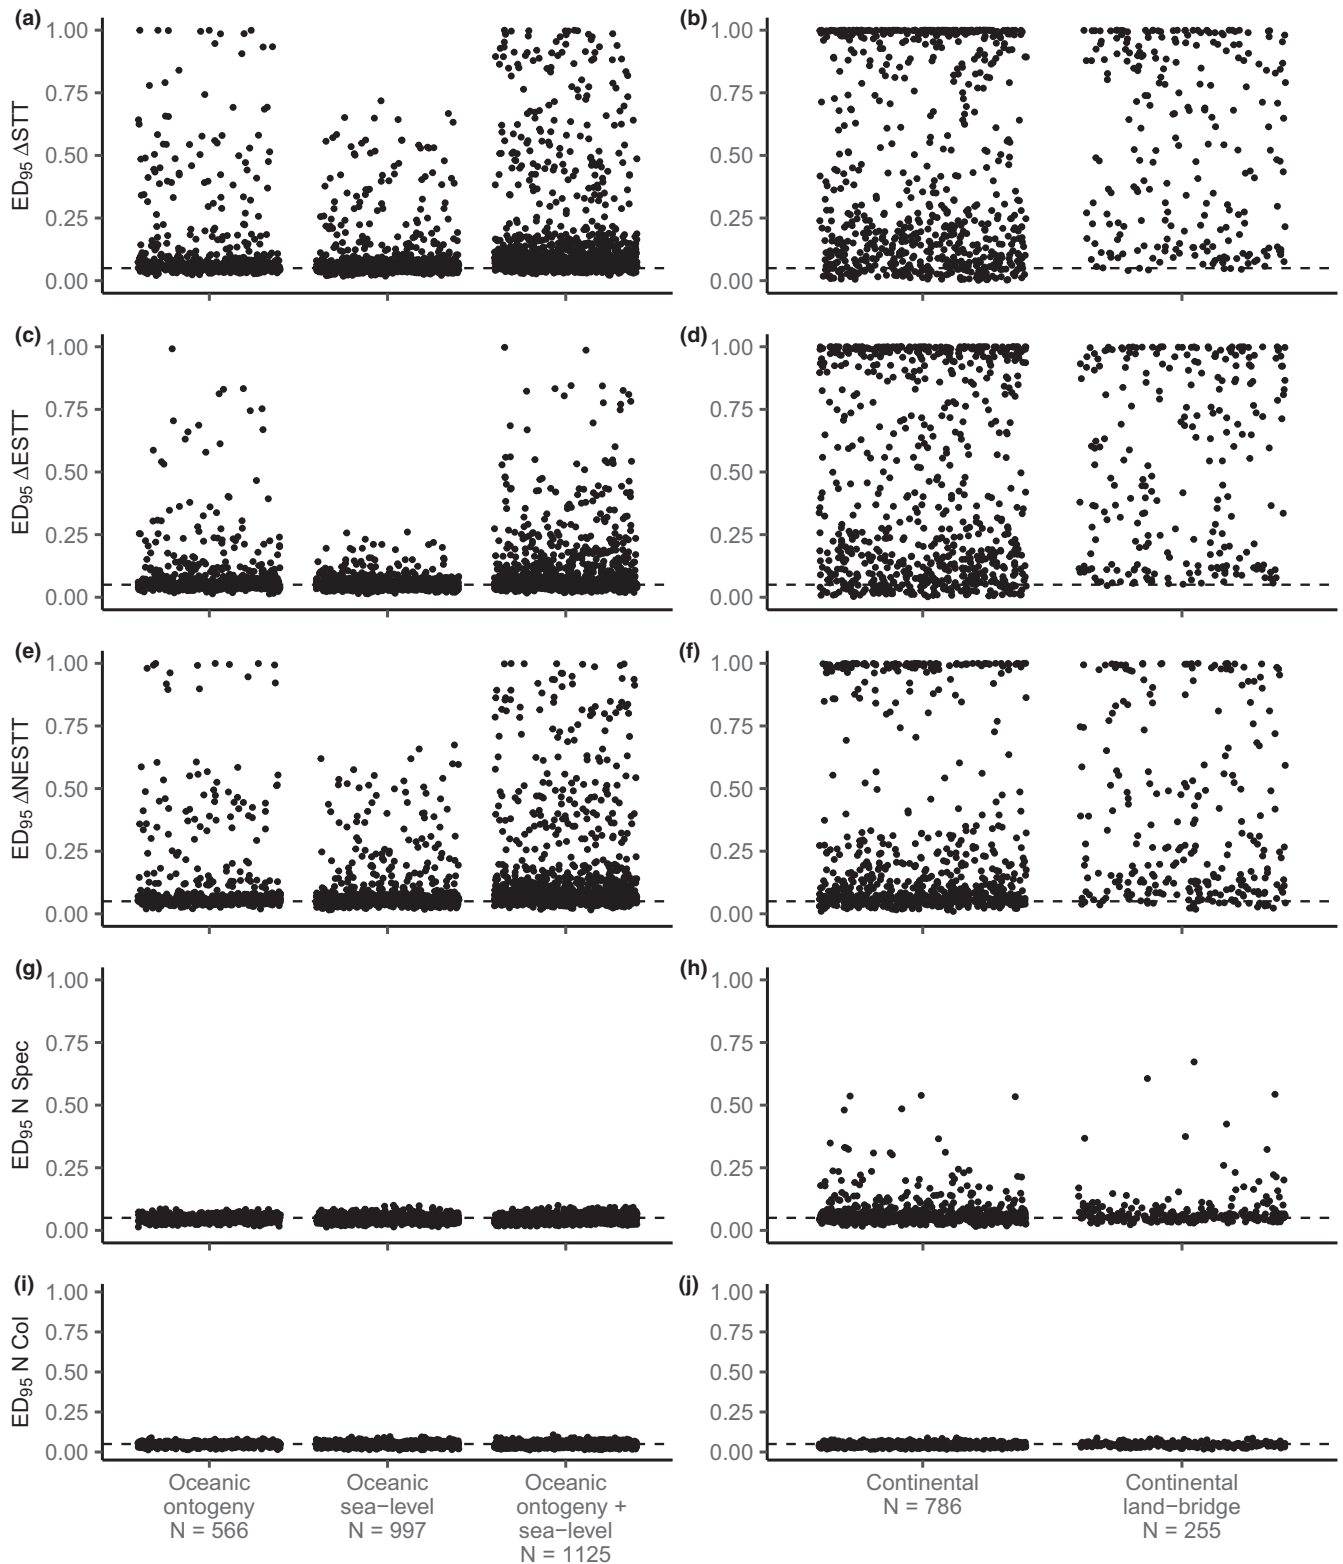 (a)
ED95 ΔSTT
1.00
0.75
0.50
0.25
0.00
(b)
1.00
0.75
0.50
0.25
0.00
(c)
ED95 ΔESTT
1.00
0.75
0.50
0.25
0.00
(d)
1.00
0.75
0.50
0.25
0.00
(e)
ED95 ΔNESTT
1.00
0.75
0.50
0.25
0.00
(f)
1.00
0.75
0.50
0.25
0.00
(g)
ED95 N Spec
1.00
0.75
0.50
0.25
0.00
(h)
1.00
0.75
0.50
0.25
0.00
(i)
ED95 N Col
1.00
0.75
0.50
0.25
0.00
(j)
1.00
0.75
0.50
0.25
0.00
Oceanic
ontogeny
N = 566
Oceanic
sea−level
N = 997
Oceanic
ontogeny +
sea−level
N = 1125
Continental
N = 786
Continental
land−bridge
N = 255